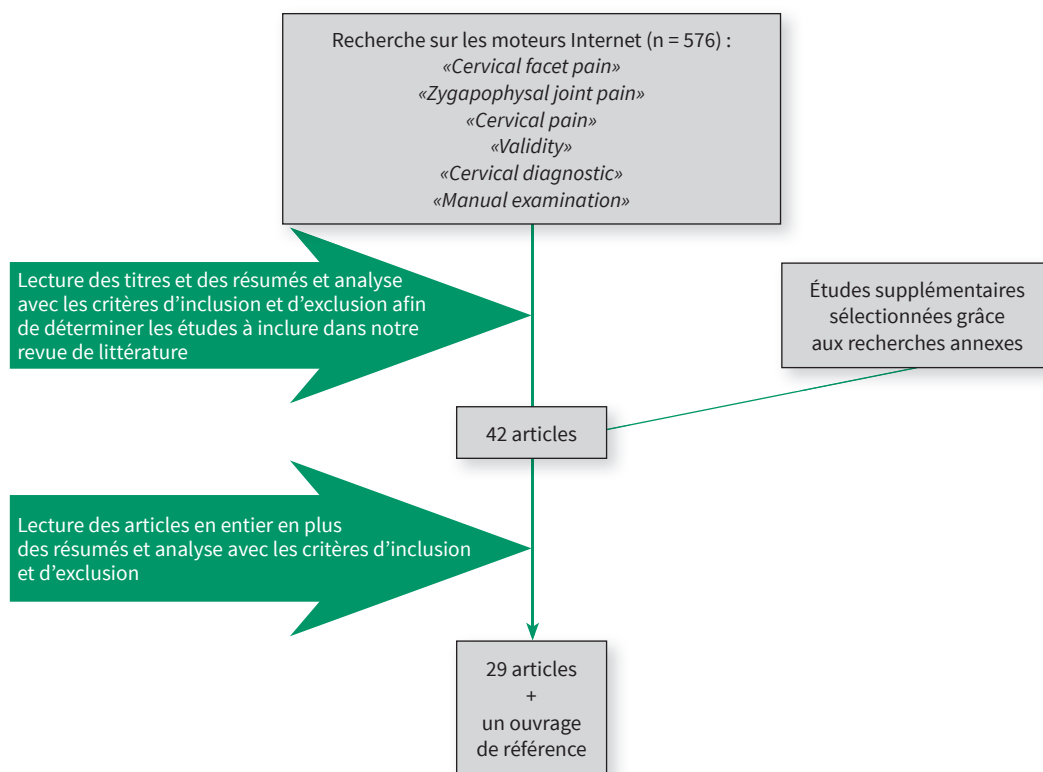 Recherche sur les moteurs Internet (n = 576) :
«Cervical facet pain»
«Zygapophysal joint pain»
«Cervical pain»
«Validity»
«Cervical diagnostic»
«Manual examination»
Lecture des titres et des résumés et analyse
avec les critères d’inclusion et d’exclusion afin
de déterminer les études à inclure dans notre
revue de littérature
Études supplémentaires
sélectionnées grâce
aux recherches annexes
42 articles
Lecture des articles en entier en plus
des résumés et analyse avec les critères d’inclusion
et d’exclusion
29 articles
+
un ouvrage
de référence